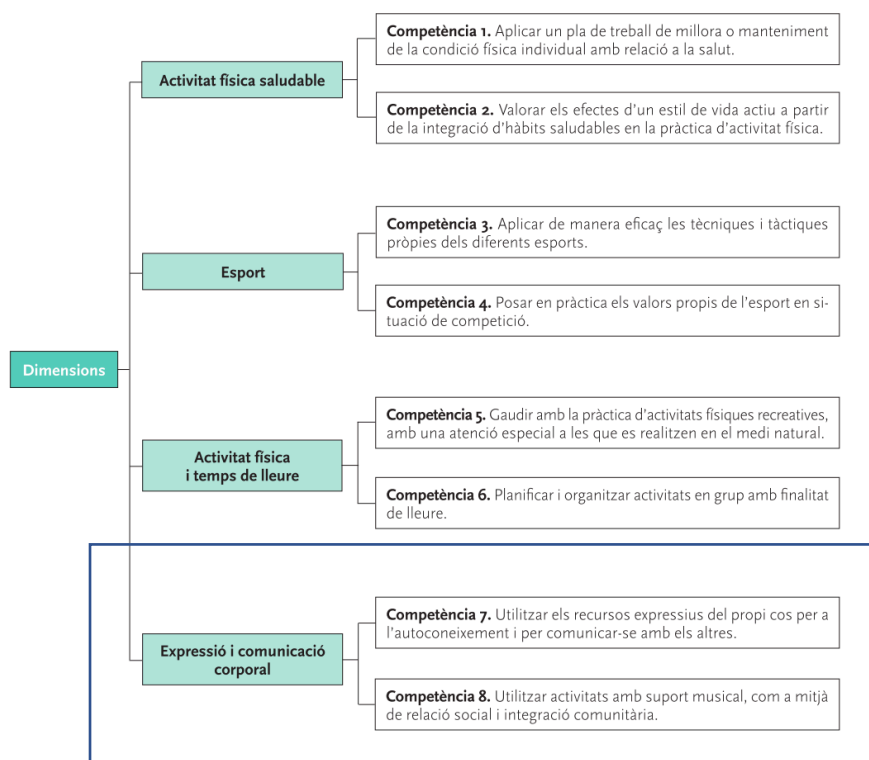 Dimensions
Activitat física saludable
Competència 1. Aplicar un pla de treball de millora o manteniment
de la condició física individual amb relació a la salut.
Competència 2. Valorar els efectes d'un estil de vida actiu a partir
de la integració d'hàbits saludables en la pràctica d'activitat física.
Esport
Competència 3. Aplicar de manera eficaç les tècniques i tàctiques
pròpies dels diferents esports.
Competència 4. Posar en pràctica els valors propis de l'esport en si-
tuació de competició.
Activitat física
i temps de lleure
Competència 5. Gaudir amb la pràctica d'activitats físiques recreatives,
amb una atenció especial a les que es realitzen en el medi natural.
Competència 6. Planificar i organitzar activitats en grup amb finalitat
de lleure.
Expressió i comunicació
corporal
Competència 7. Utilitzar els recursos expressius del propi cos per a
l'autoconeixement i per comunicar-se amb els altres.
Competència 8. Utilitzar activitats amb suport musical, com a mitjà
de relació social i integració comunitària.